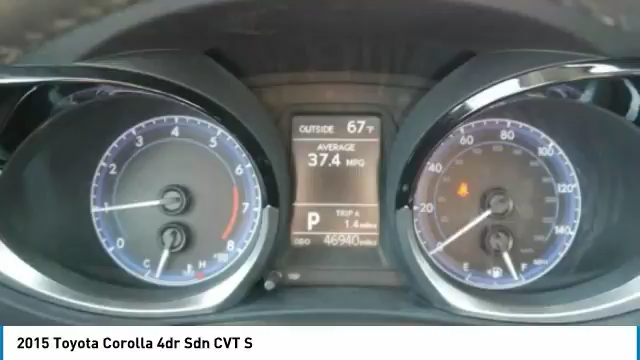 OUTSIDE 67°F
AVERAGE
37.4 MPG
P TRIP A
1.4 miles
ODO 46940 miles
0 1 2 3 4 5 6 7 8
C H
0 20 40 60 80 100 120 140
E F
2015 Toyota Corolla 4dr Sdn CVT S